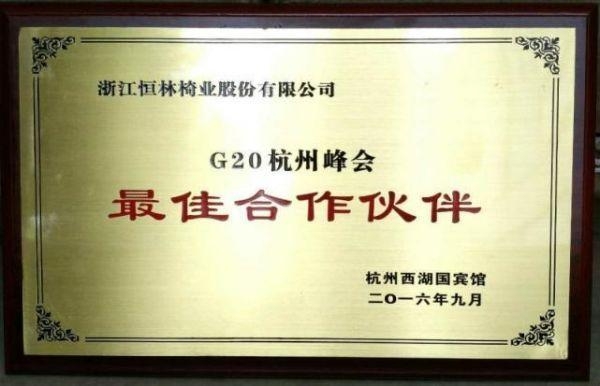 浙江恒林椅业股份有限公司
G20杭州峰会
最佳合作伙伴
杭州西湖国宾馆
二〇一六年九月